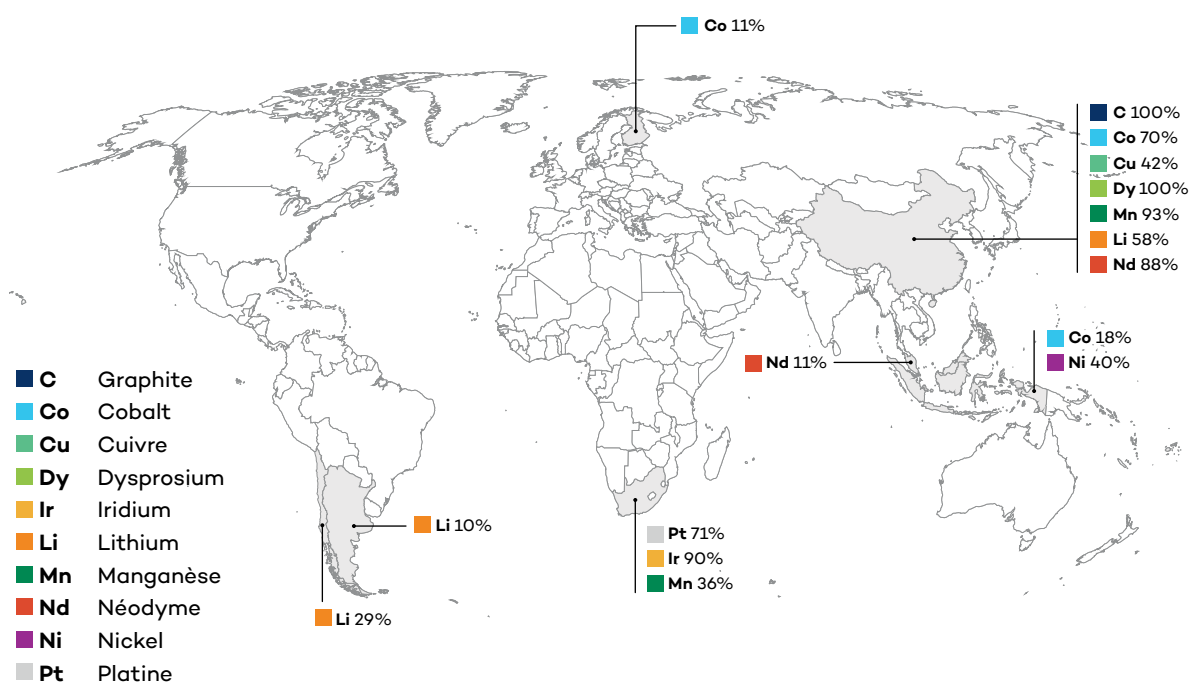 Co 11%
C 100%
Co 70%
Cu 42%
Dy 100%
Mn 93%
Li 58%
Nd 88%
Co 18%
Ni 40%
Nd 11%
Pt 71%
Ir 90%
Mn 36%
Li 10%
Li 29%
C Graphite
Co Cobalt
Cu Cuivre
Dy Dysprosium
Ir Iridium
Li Lithium
Mn Manganèse
Nd Néodyme
Ni Nickel
Pt Platine